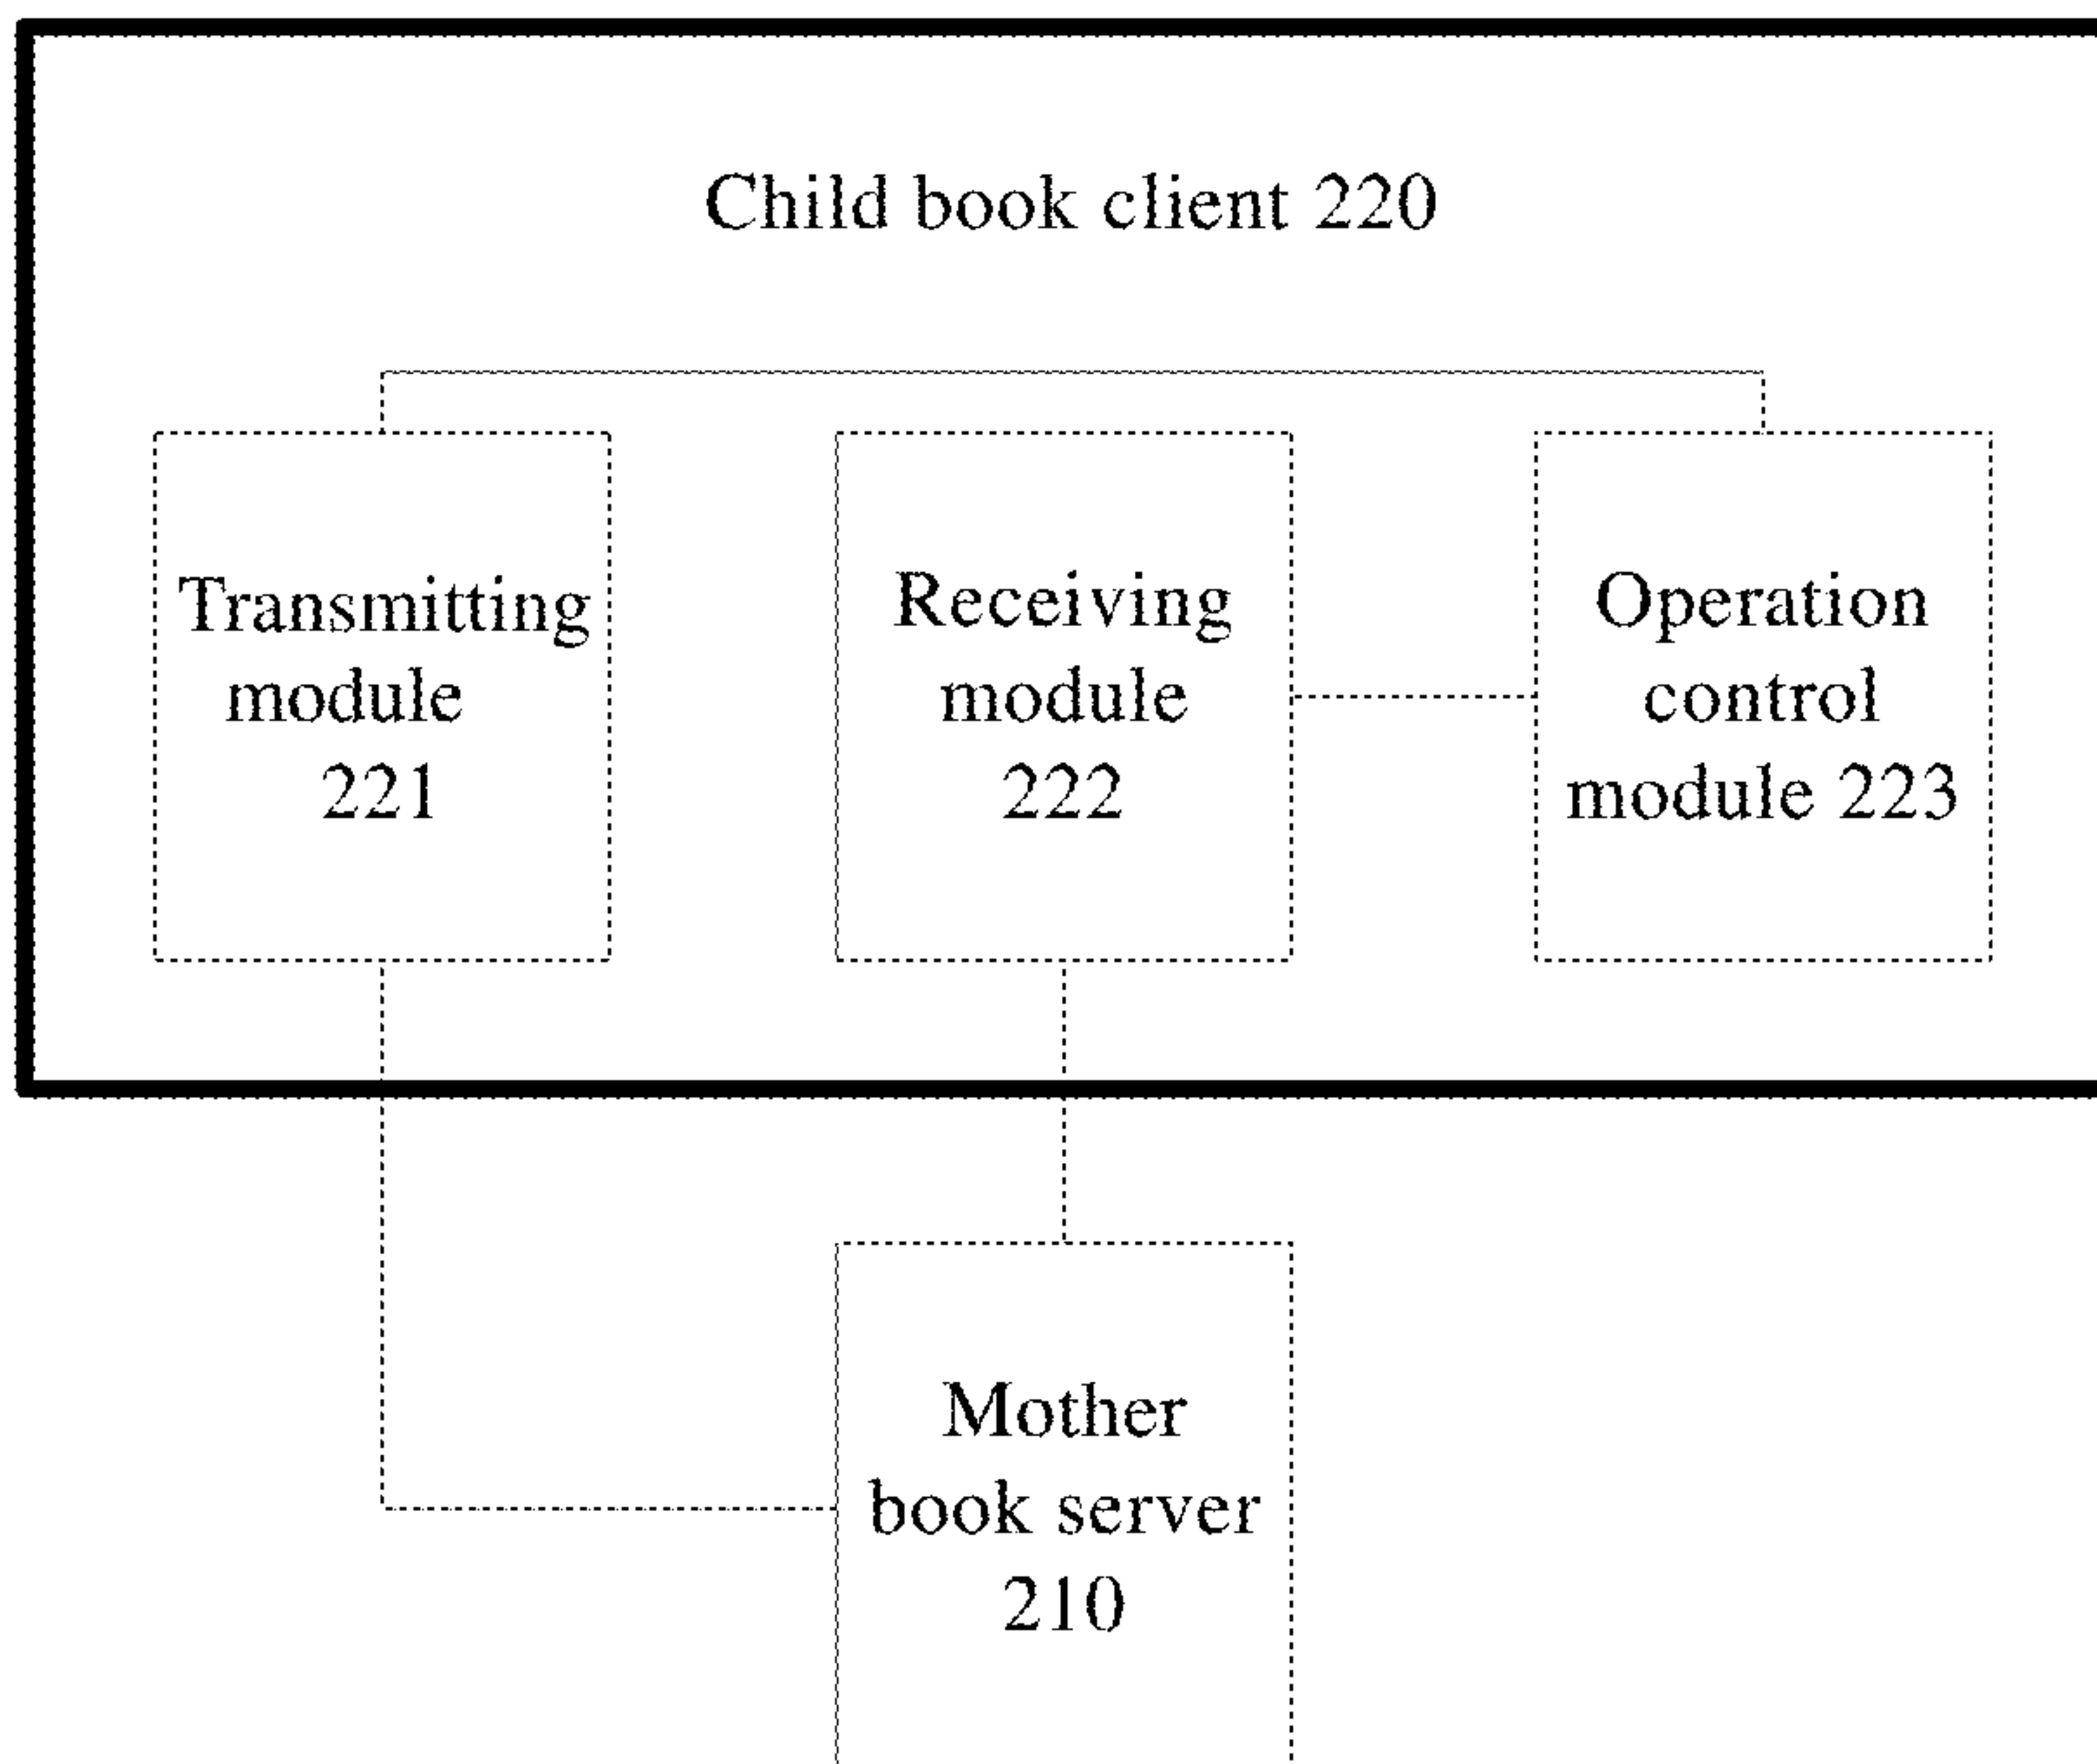 Child book client 220
Transmitting
module
221
Receiving
module
222
Operation
control
module 223
Mother
book server
210